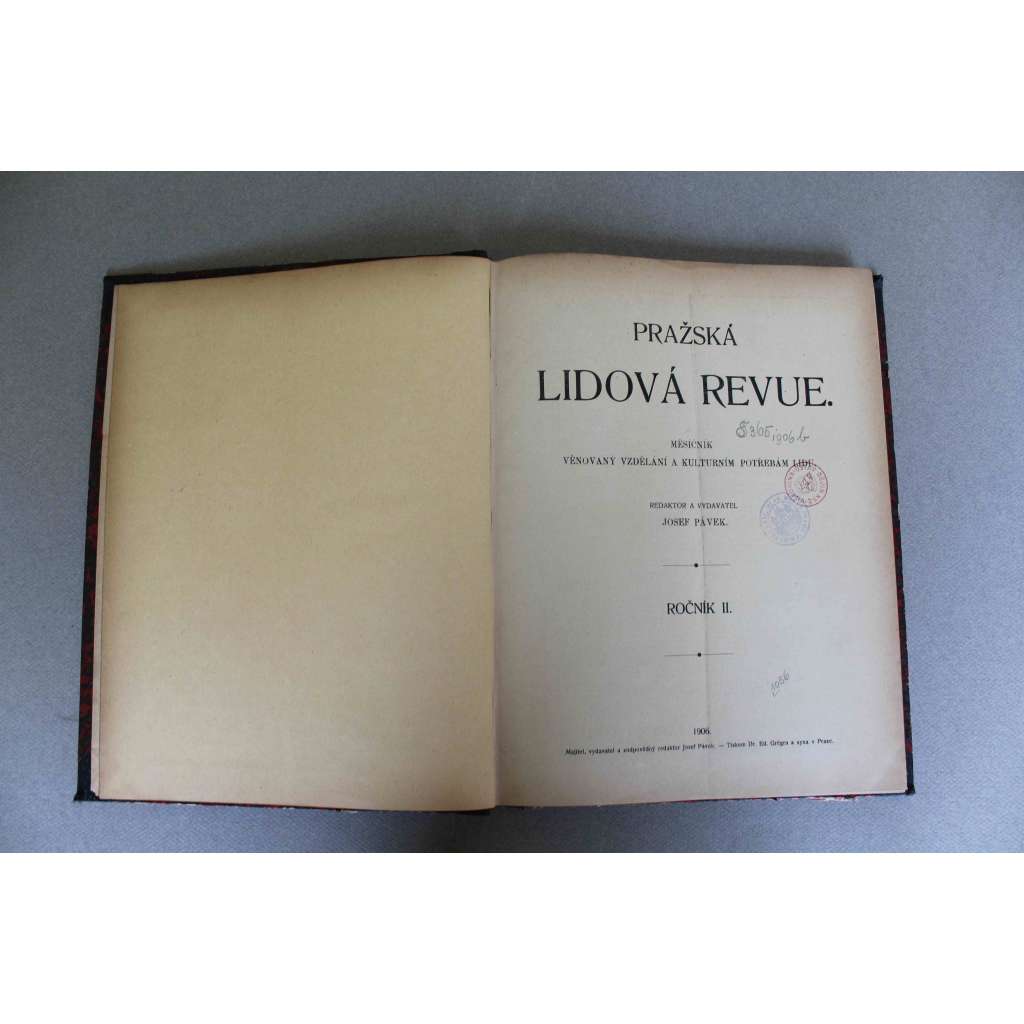 PRAŽSKÁ
LIDOVÁ REVUE.
1906 b
MĚSÍČNÍK
VĚNOVANÝ VZDĚLÁNÍ A KULTURNÍM POTŘEBÁM LIDU.
REDAKTOR A VYDAVATEL
JOSEF PÁVEK.
ROČNÍK II.
1906.
Majitel, vydavatel a zodpovědný redaktor Josef Pávek. — Tiskem Dr. Ed. Grégra a syna v Praze.